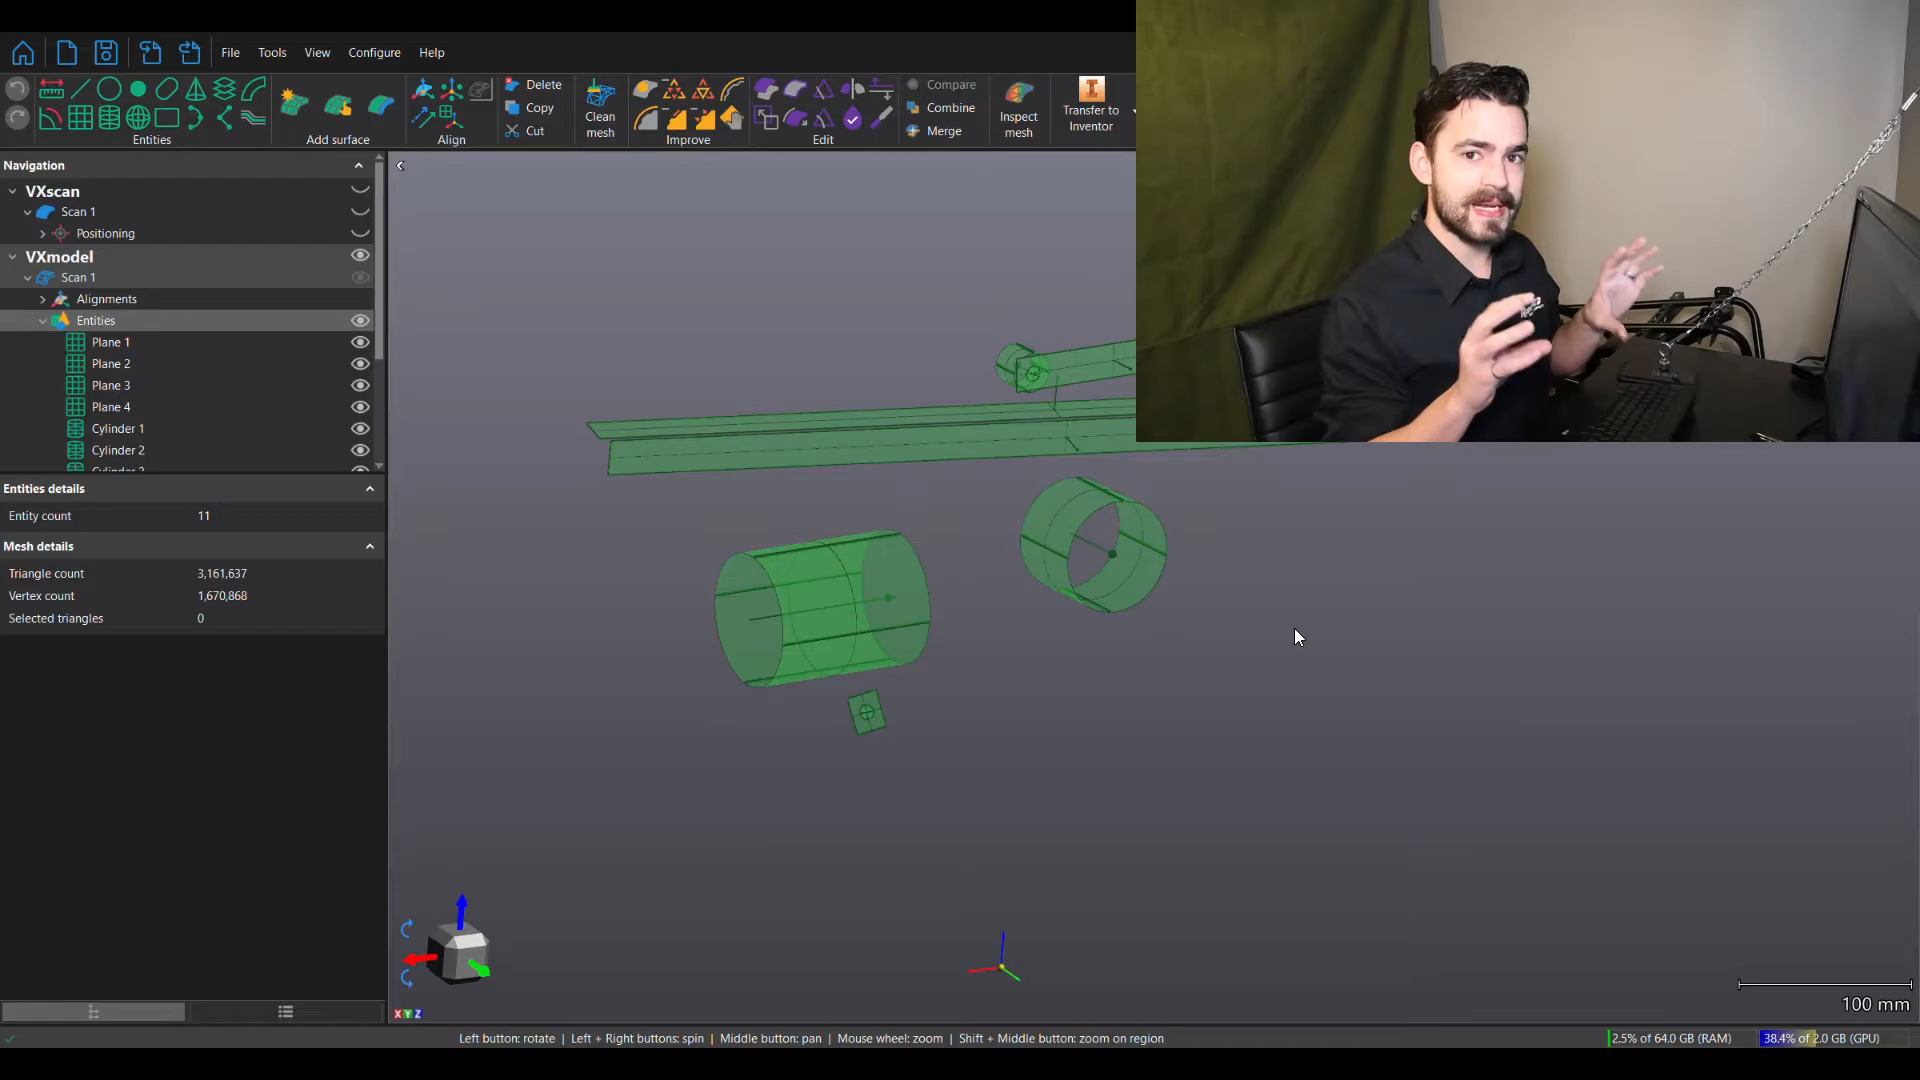 File Tools View Configure Help
Delete
Copy
Cut
Clean mesh
Compare
Combine
Merge
Inspect mesh
Transfer to Inventor
Entities Add surface Align Improve Edit
Navigation
VXscan
Scan 1
Positioning
VXmodel
Scan 1
Alignments
Entities
Plane 1
Plane 2
Plane 3
Plane 4
Cylinder 1
Cylinder 2
Entities details
Entity count 11
Mesh details
Triangle count 3,161,637
Vertex count 1,670,868
Selected triangles 0
XYZ
100 mm
Left button: rotate | Left + Right buttons: spin | Middle button: pan | Mouse wheel: zoom | Shift + Middle button: zoom on region
2.5% of 64.0 GB (RAM) 38.4% of 2.0 GB (GPU)